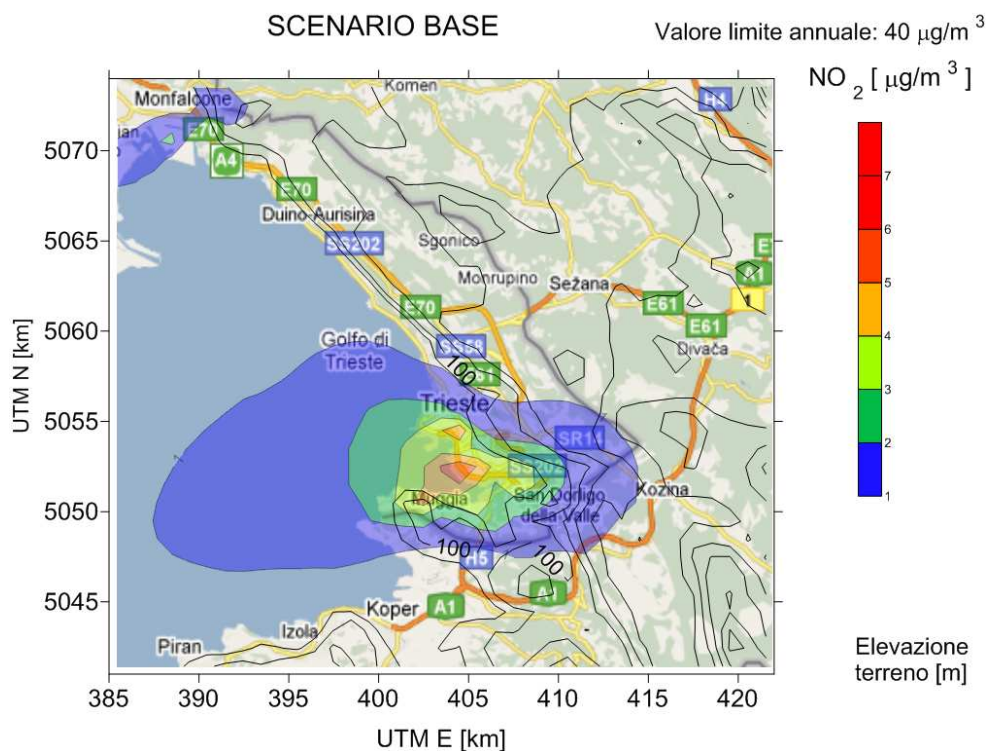 SCENARIO BASE
Valore limite annuale: 40 µg/m 3
NO 2 [ µg/m 3 ]
Komen
Monfalcone
H4
E70
A4
E70
Duino-Aurisina
SS202
Sgonico
Monrupino
Sežana
A1
E70
E61
1
E61
Golfo di
Trieste
SS58
Divača
100
Trieste
SR14
Muggia
San Dorligo
della Valle
Kozina
100
H5
100
Koper
A1
A1
Izola
Piran
5070
5065
5060
5055
5050
5045
UTM N [km]
385 390 395 400 405 410 415 420
UTM E [km]
7
6
5
4
3
2
1
Elevazione
terreno [m]